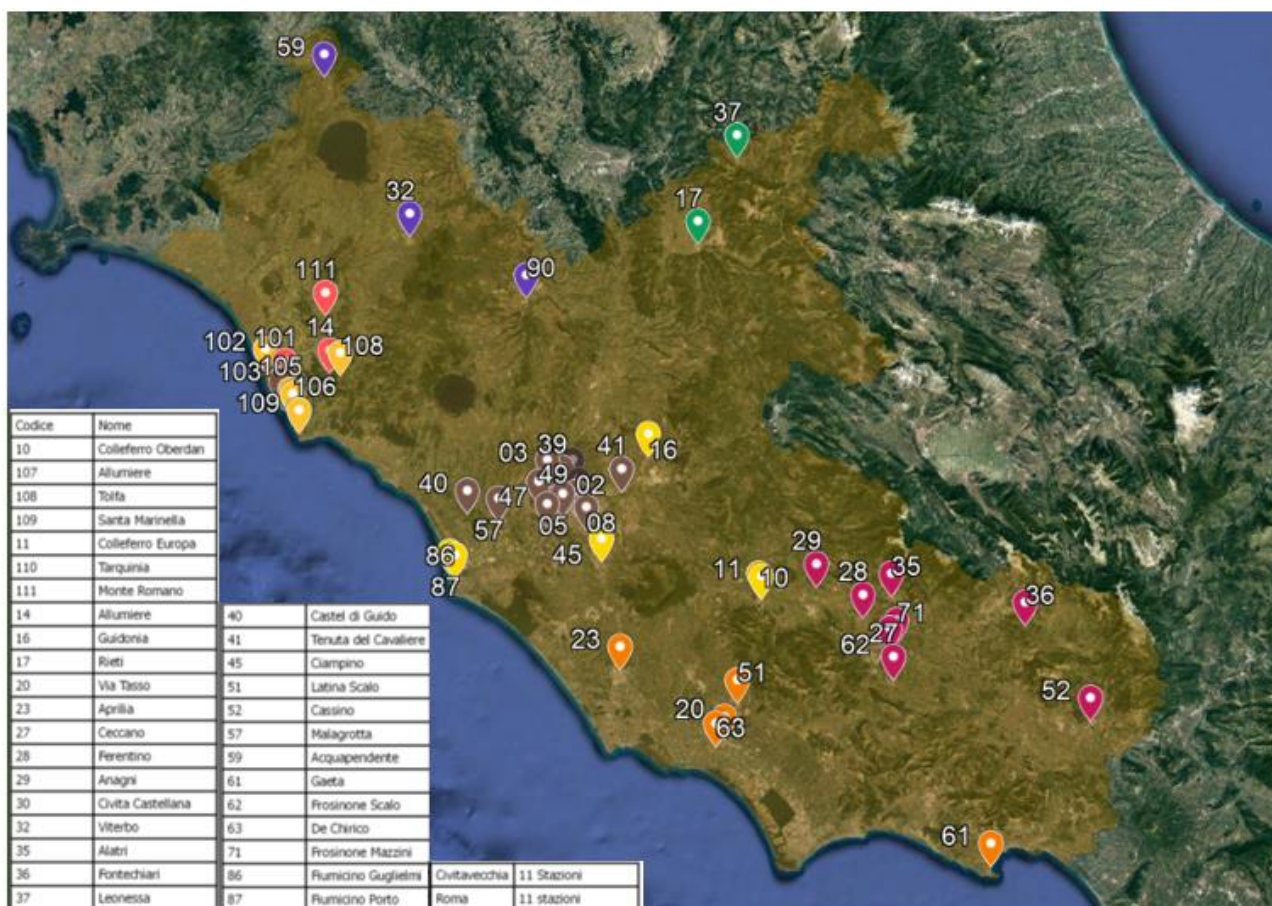 59
37
32
17
90
111
14
102
101
108
103
105
106
109
03
39
41
16
40
49
47
02
57
05
08
45
86
87
11
10
29
28
35
36
71
27
62
23
51
52
20
63
61
Codice Nome
10 Colleferro Oberdan
107 Allumiere
108 Tolfa
109 Santa Marinella
11 Colleferro Europa
110 Tarquinia
111 Monte Romano
14 Allumiere
16 Guidonia
17 Rieti
20 Via Tasso
23 Aprilia
27 Ceccano
28 Ferentino
29 Anagni
30 Civita Castellana
32 Viterbo
35 Alatri
36 Fontechiari
37 Leonessa
40 Castel di Guido
41 Tenuta del Cavaliere
45 Ciampino
51 Latina Scalo
52 Cassino
57 Malagrotta
59 Acquapendente
61 Gaeta
62 Frosinone Scalo
63 De Chirico
71 Frosinone Mazzini
86 Fiumicino Guglielmi
87 Fiumicino Porto
Civitavecchia 11 Stazioni
Roma 11 stazioni